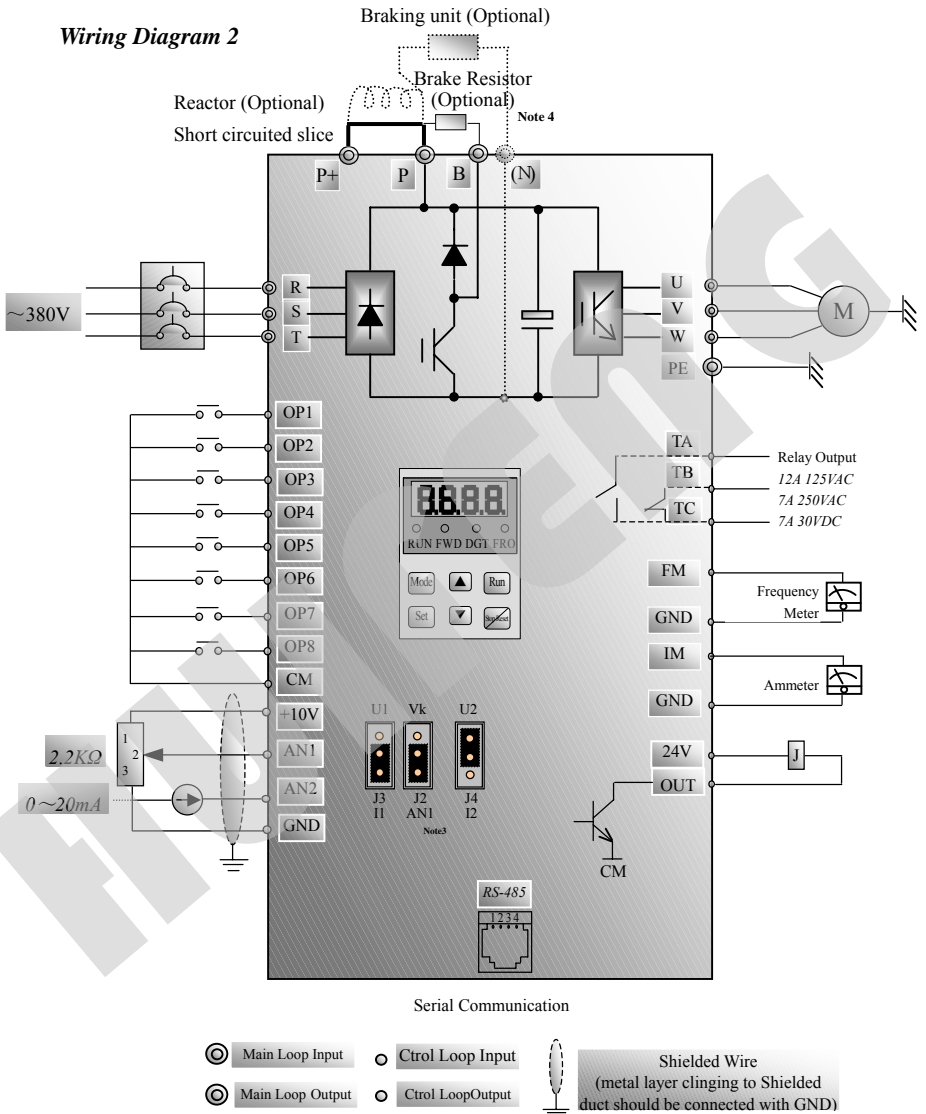 Wiring Diagram 2
Braking unit (Optional)
Brake Resistor
(Optional)
Reactor (Optional)
Note 4
Short circuited slice
P+ P B (N)
R
S
T
~380V
U
V
W
PE
M
OP1
OP2
OP3
OP4
OP5
OP6
OP7
OP8
CM
+10V
AN1
AN2
GND
1
2
3
2.2KΩ
0~20mA
RUN FWD DGT FRO
Mode ▲ Run
Set ▼ Stop/Reset
U1 Vk U2
J3 J2 J4
I1 AN1 I2
Note3
TA
TB
TC
Relay Output
12A 125VAC
7A 250VAC
7A 30VDC
FM
GND
Frequency
Meter
IM
GND
Ammeter
24V
OUT
J
CM
RS-485
1234
Serial Communication
Main Loop Input
Ctrol Loop Input
Main Loop Output
Ctrol LoopOutput
Shielded Wire
(metal layer clinging to Shielded
duct should be connected with GND)